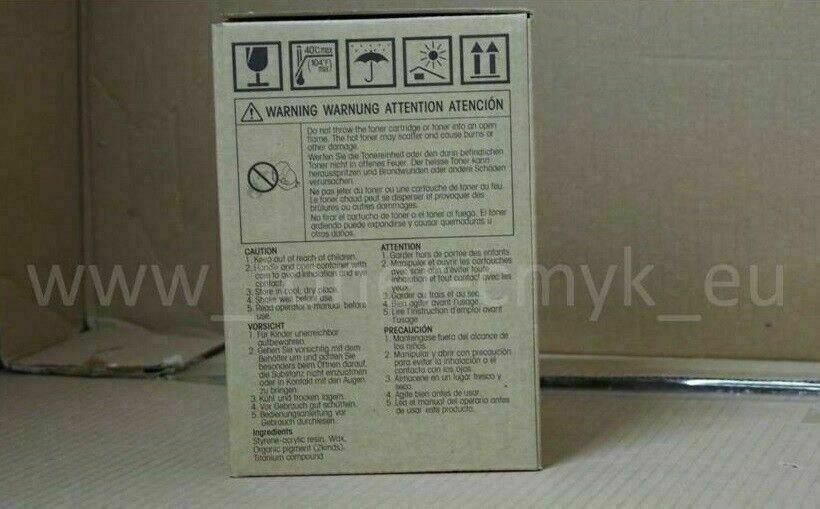 40°C max
(104°F max)
WARNING WARNUNG ATTENTION ATENCIÓN
Do not throw the toner cartridge or toner into an open
flame. The hot toner may scatter and cause burns or
other damage.
Werfen Sie die Tonereinheit oder den darin befindlichen
Toner nicht in offenes Feuer. Der heisse Toner kann
herausspritzen und Brandwunden oder andere Schäden
verursachen.
Ne pas jeter du toner ou une cartouche de toner au feu.
Le toner chaud peut se disperser et provoquer des
brûlures ou autres dommages.
No tirar el cartucho de toner o el toner al fuego. El toner
ardiendo puede expandirse y causar quemaduras u
otros daños.
CAUTION
1. Keep out of reach of children.
2. Handle and open container with
care to avoid inhalation and eye
contact.
3. Store in cool, dry place.
4. Shake well before use.
5. Read operator's manual before
use.
VORSICHT
1. Für Kinder unerreichbar
aufbewahren.
2. Gehen Sie vorsichtig mit dem
Behälter um und achten Sie
besonders beim Öffnen darauf,
die Substanz nicht einzuatmen
oder in Kontakt mit den Augen
zu bringen.
3. Kühl und trocken lagern.
4. Vor Gebrauch gut schütteln.
5. Bedienungsanleitung vor
Gebrauch durchlesen.
Ingredients
Styrene-acrylic resin, Wax,
Organic pigment (2kinds),
Titanium compound
ATTENTION
1. Garder hors de portée des enfants.
2. Manipuler et ouvrir les cartouches
avec soin afin d'éviter toute
inhalation et tout contact avec les
yeux.
3. Garder au frais et au sec.
4. Bien agiter avant l'usage.
5. Lire l'instruction d'emploi avant
l'usage
PRECAUCIÓN
1. Mantengase fuera del alcance de
los niños.
2. Manipular y abrir con precaución
para evitar la inhalación o el
contacto con los ojos.
3. Almacene en un lugar fresco y
seco.
4. Agite bien antes de usar.
5. Lea el manual del operario antes
de usar este producto.
www_ cmyk_eu